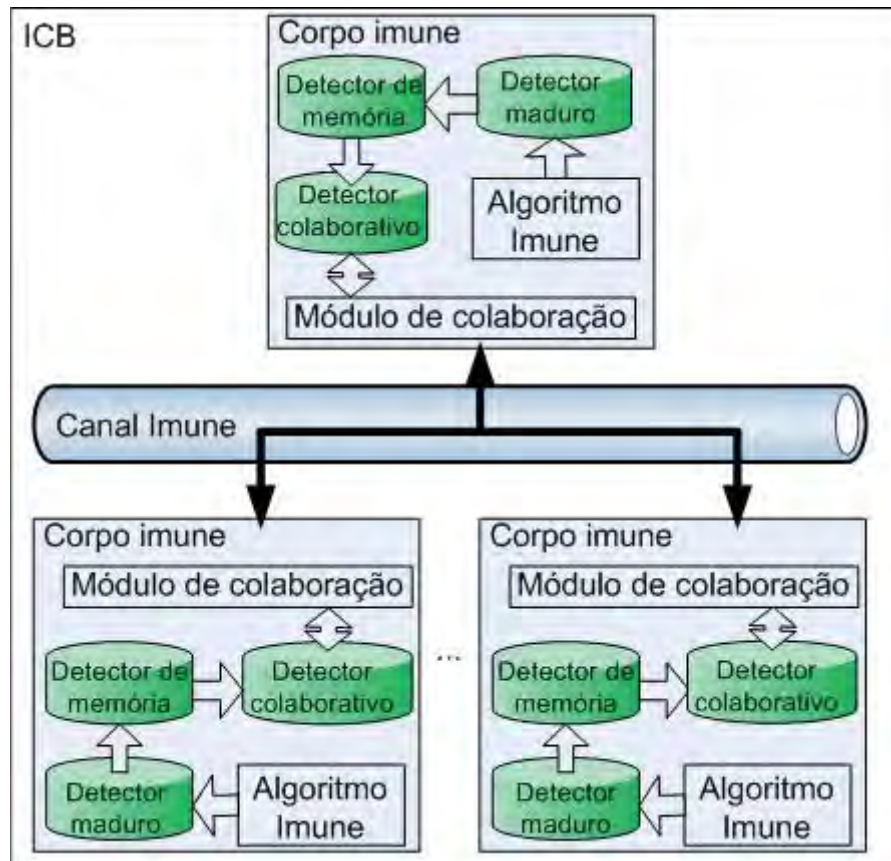 ICB
Corpo imune
Detector de
memória
Detector
maduro
Detector
colaborativo
Algoritmo
Imune
Módulo de colaboração
Canal Imune
Corpo imune
Módulo de colaboração
Detector de
memória
Detector
colaborativo
Detector
maduro
Algoritmo
Imune
...
Corpo imune
Módulo de colaboração
Detector de
memória
Detector
colaborativo
Detector
maduro
Algoritmo
Imune